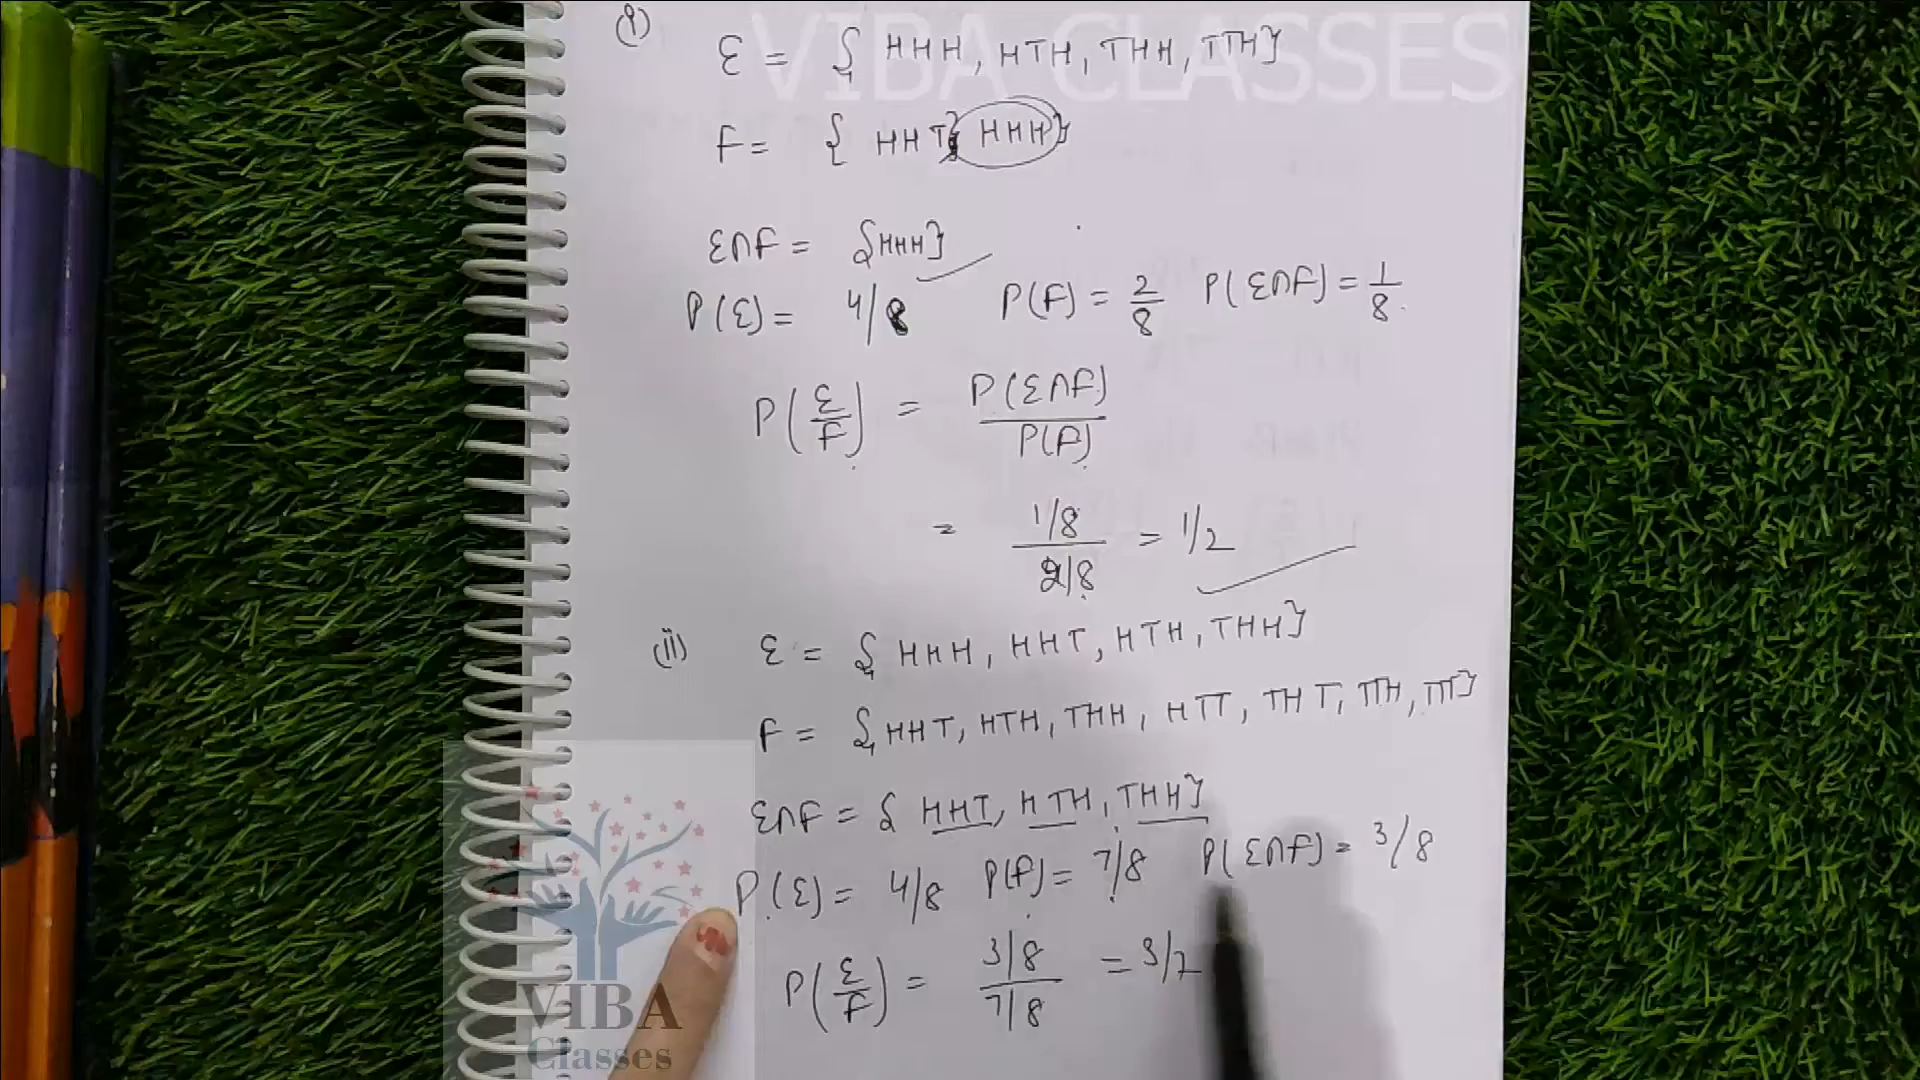 VIBA CLASSES
(i) E = { HHH, HTH, THH, TTH}
F = { HHT, HHH}
E∩F = {HHH}
P(E) = 4/8 P(F) = 2/8 P(E∩F) = 1/8.
P(E/F) = P(E∩F)/P(F)
= (1/8)/(2/8) = 1/2
(ii) E = { HHH, HHT, HTH, THH}
F = { HHT, HTH, THH, HTT, THT, TTH, TTT}
E∩F = { HHT, HTH, THH}
P(E) = 4/8 P(F) = 7/8 P(E∩F) = 3/8
P(E/F) = (3/8)/(7/8) = 3/7
VIBA
Classes